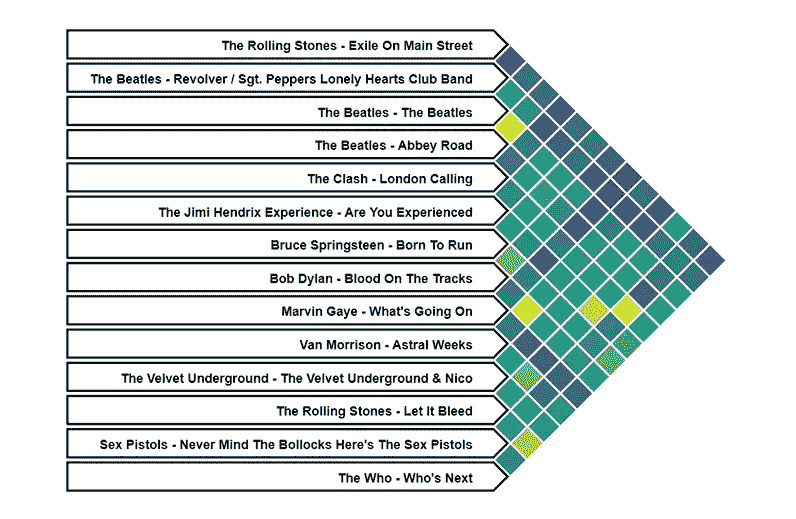 The Rolling Stones - Exile On Main Street
The Beatles - Revolver / Sgt. Peppers Lonely Hearts Club Band
The Beatles - The Beatles
The Beatles - Abbey Road
The Clash - London Calling
The Jimi Hendrix Experience - Are You Experienced
Bruce Springsteen - Born To Run
Bob Dylan - Blood On The Tracks
Marvin Gaye - What's Going On
Van Morrison - Astral Weeks
The Velvet Underground - The Velvet Underground & Nico
The Rolling Stones - Let It Bleed
Sex Pistols - Never Mind The Bollocks Here's The Sex Pistols
The Who - Who's Next